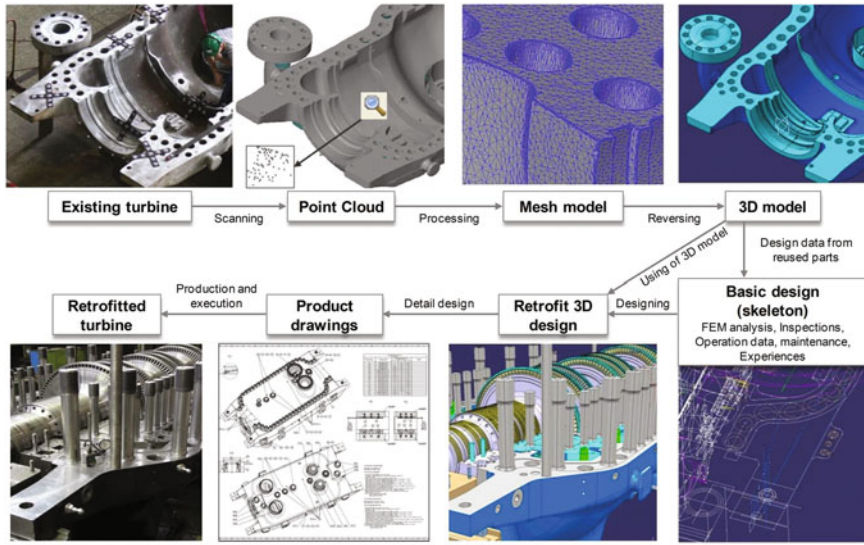 Existing turbine
Scanning
Point Cloud
Processing
Mesh model
Reversing
3D model
Using of 3D model
Design data from
reused parts
Retrofitted
turbine
Production and
execution
Product
drawings
Detail design
Retrofit 3D
design
Designing
Basic design
(skeleton)
FEM analysis, Inspections,
Operation data, maintenance,
Experiences